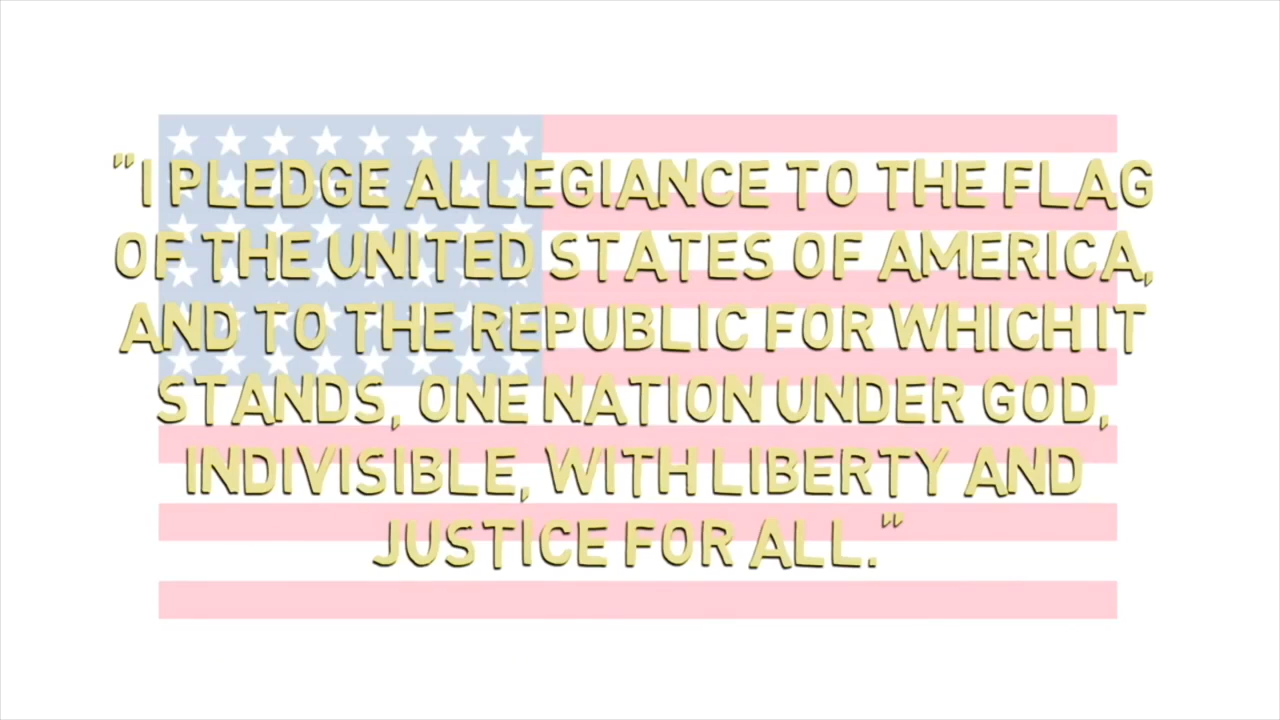 "I PLEDGE ALLEGIANCE TO THE FLAG
OF THE UNITED STATES OF AMERICA,
AND TO THE REPUBLIC FOR WHICH IT
STANDS, ONE NATION UNDER GOD,
INDIVISIBLE, WITH LIBERTY AND
JUSTICE FOR ALL."